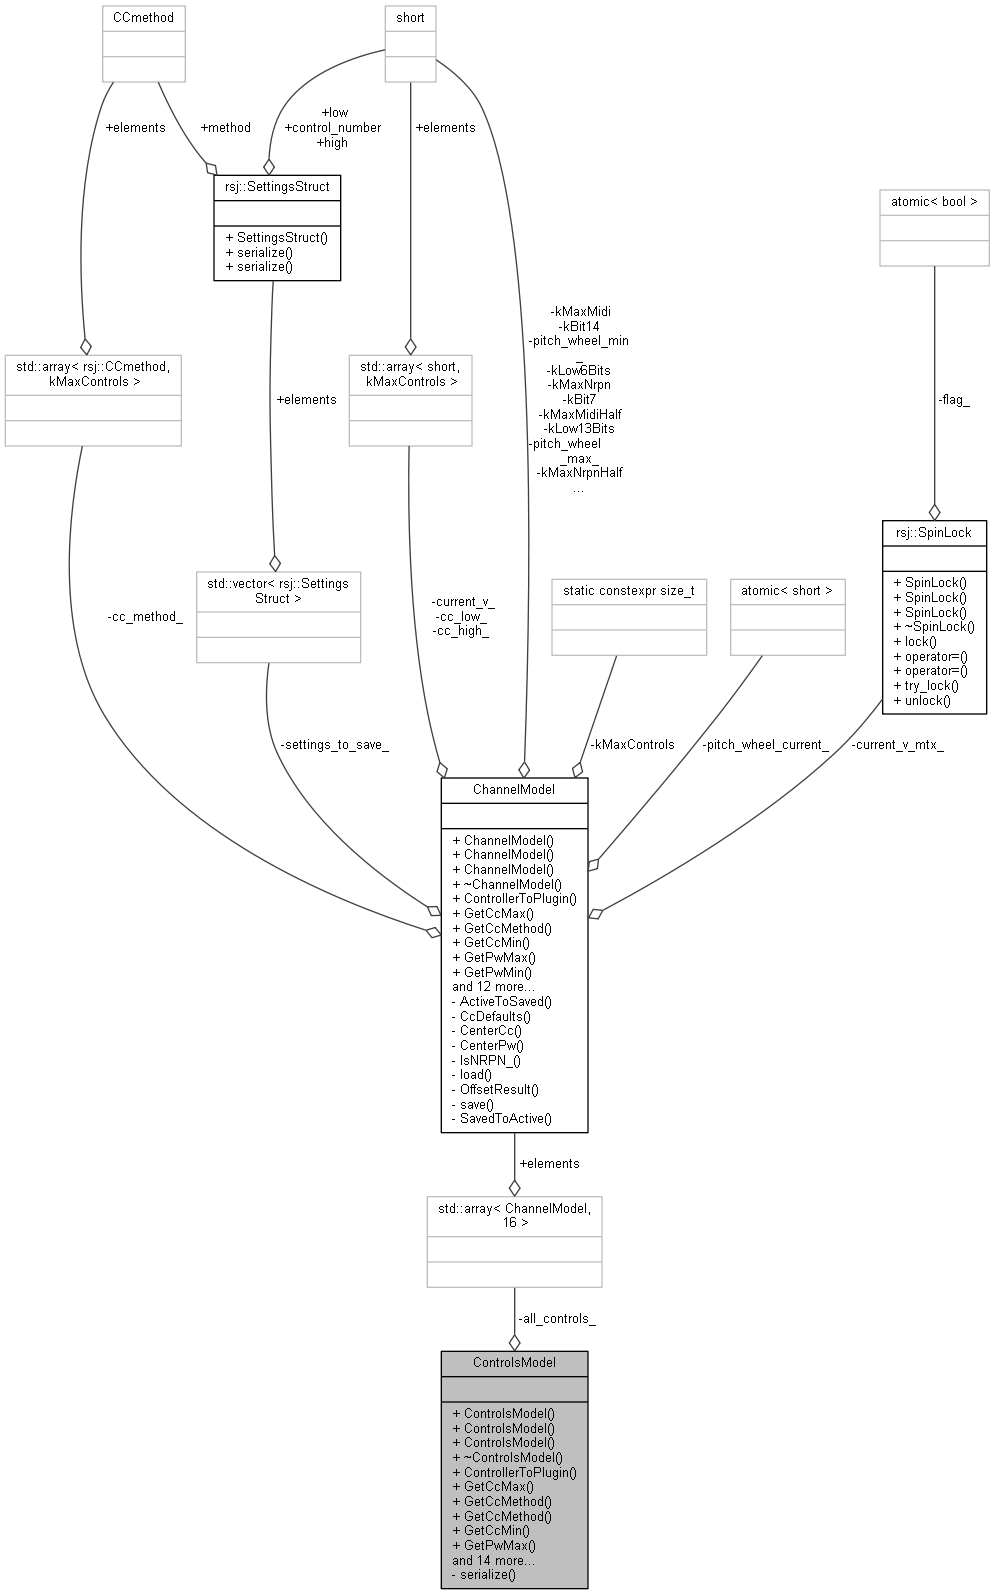 CCmethod
short
+elements
+method
+low
+control_number
+high
+elements
rsj::SettingsStruct
+ SettingsStruct()
+ serialize()
+ serialize()
atomic< bool >
-kMaxMidi
-kBit14
-pitch_wheel_min
_
-kLow6Bits
-kMaxNrpn
-kBit7
-kMaxMidiHalf
-kLow13Bits
-pitch_wheel
_max_
-kMaxNrpnHalf
...
std::array< rsj::CCmethod,
kMaxControls >
+elements
std::array< short,
kMaxControls >
-flag_
rsj::SpinLock
+ SpinLock()
+ SpinLock()
+ SpinLock()
+ ~SpinLock()
+ lock()
+ operator=()
+ operator=()
+ try_lock()
+ unlock()
std::vector< rsj::Settings
Struct >
static constexpr size_t
atomic< short >
-cc_method_
-current_v_
-cc_low_
-cc_high_
-settings_to_save_
-kMaxControls
-pitch_wheel_current_
-current_v_mtx_
ChannelModel
+ ChannelModel()
+ ChannelModel()
+ ChannelModel()
+ ~ChannelModel()
+ ControllerToPlugin()
+ GetCcMax()
+ GetCcMethod()
+ GetCcMin()
+ GetPwMax()
+ GetPwMin()
and 12 more...
- ActiveToSaved()
- CcDefaults()
- CenterCc()
- CenterPw()
- IsNRPN_()
- load()
- OffsetResult()
- save()
- SavedToActive()
+elements
std::array< ChannelModel,
16 >
-all_controls_
ControlsModel
+ ControlsModel()
+ ControlsModel()
+ ControlsModel()
+ ~ControlsModel()
+ ControllerToPlugin()
+ GetCcMax()
+ GetCcMethod()
+ GetCcMethod()
+ GetCcMin()
+ GetPwMax()
and 14 more...
- serialize()